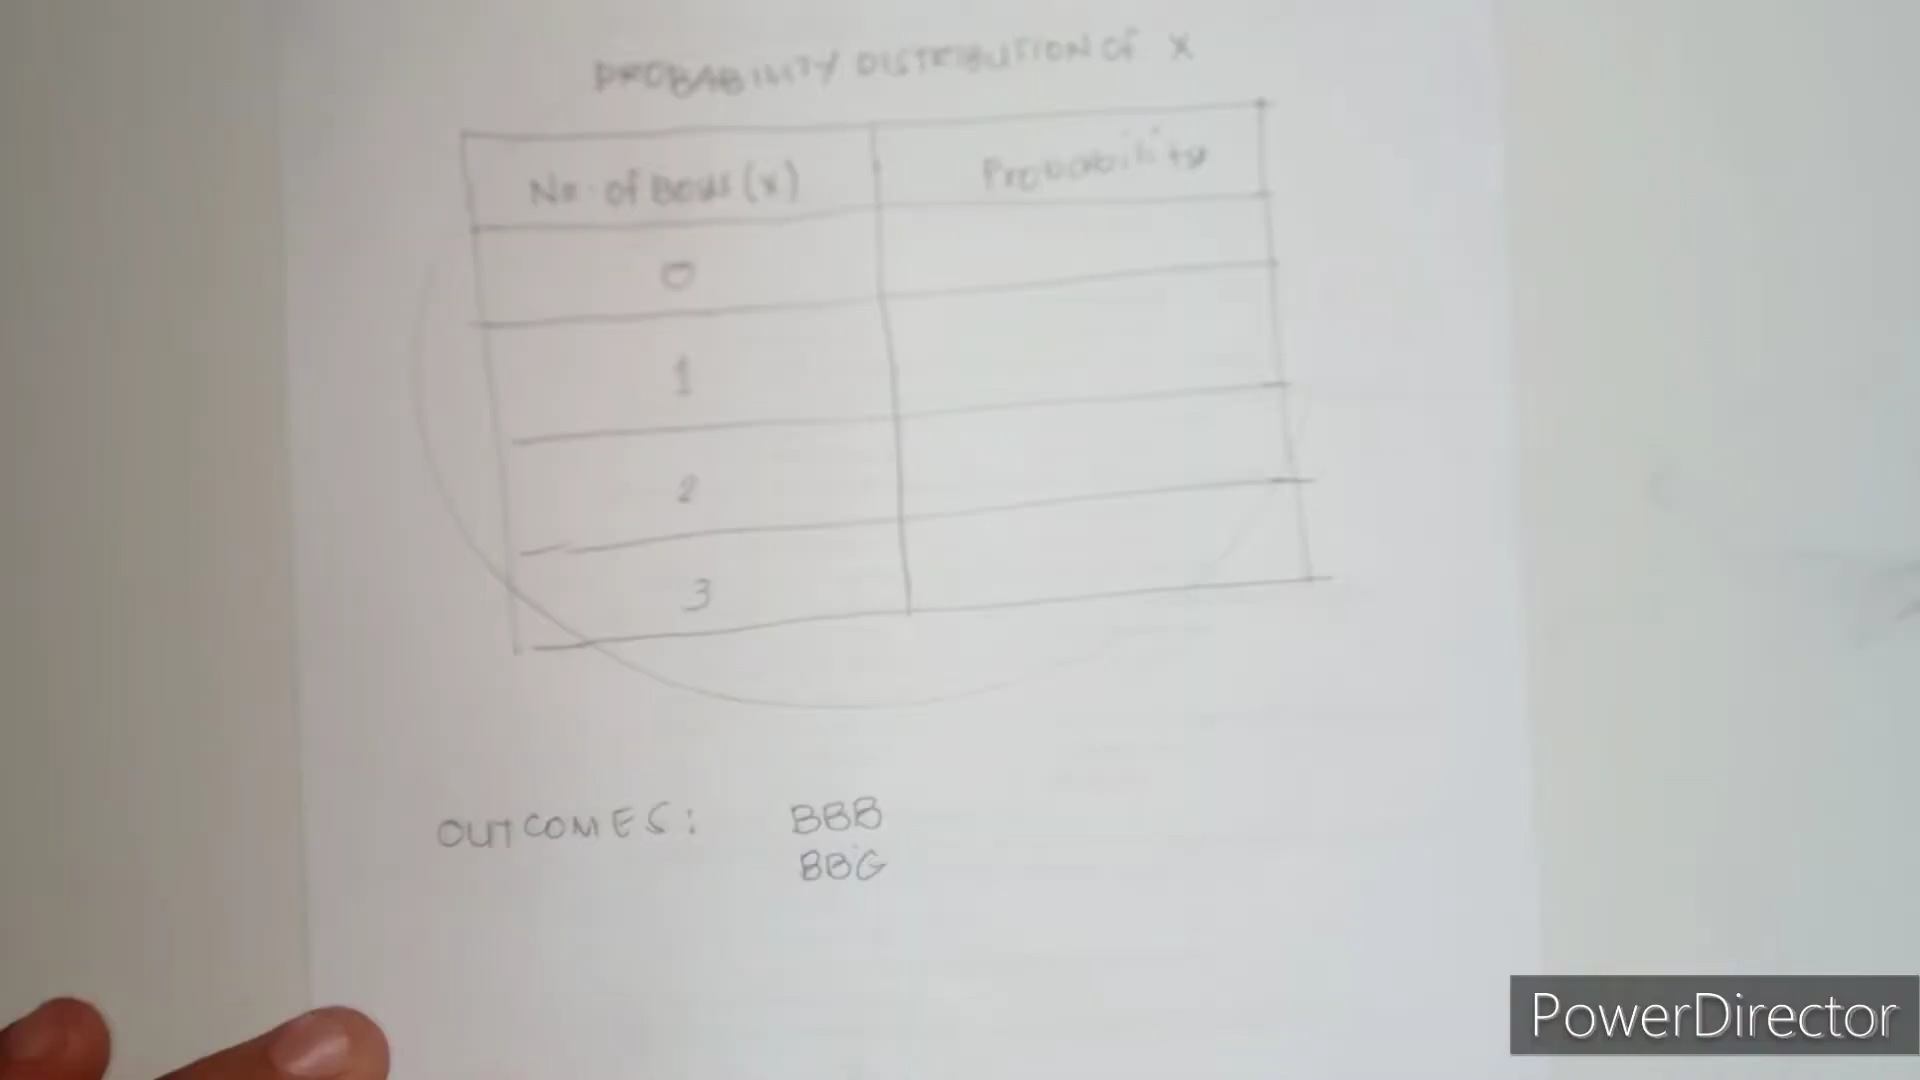 PROBABILITY DISTRIBUTION OF X
No. of Boys (x) Probability
0
1
2
3
OUTCOMES: BBB
BBG
PowerDirector